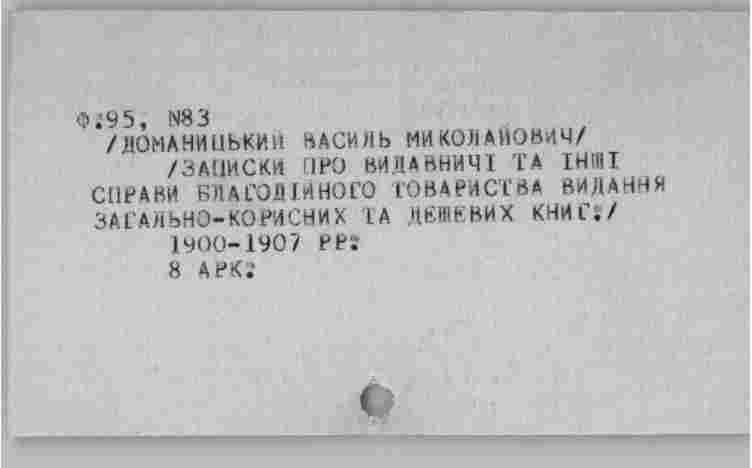 Ф:95, N83
/ДОМАНИЦЬКИЙ ВАСИЛЬ МИКОЛАЙОВИЧ/
/ЗАПИСКИ ПРО ВИДАВНИЧІ ТА ІНШІ
СПРАВИ БЛАГОДІЙНОГО ТОВАРИСТВА ВИДАННЯ
ЗАГАЛЬНО-КОРИСНИХ ТА ДЕШЕВИХ КНИГ:/
1900-1907 РР:
8 АРК: